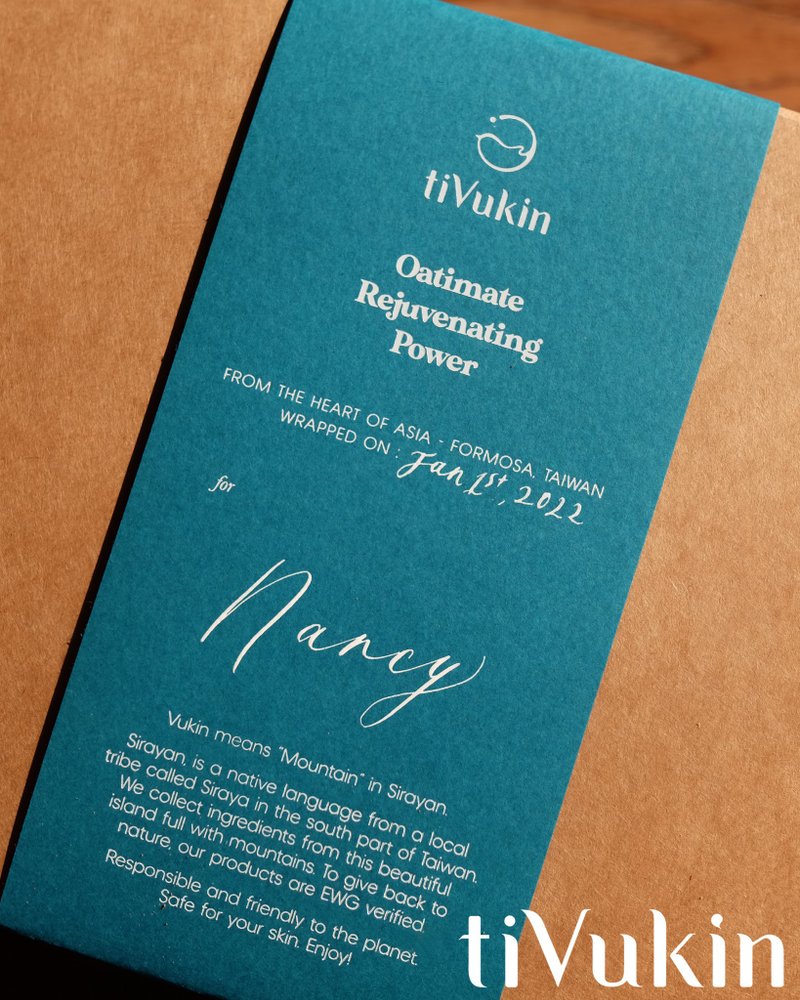 tiVukin
Oatimate
Rejuvenating
Power
FROM THE HEART OF ASIA - FORMOSA, TAIWAN
WRAPPED ON : Jan 1st, 2022
for
Nancy
Vukin means "Mountain" in Sirayan.
Sirayan, is a native language from a local
tribe called Siraya in the south part of Taiwan.
We collect ingredients from this beautiful
island full with mountains. To give back to
nature, our products are EWG verified.
Responsible and friendly to the planet.
Safe for your skin. Enjoy!
tiVukin